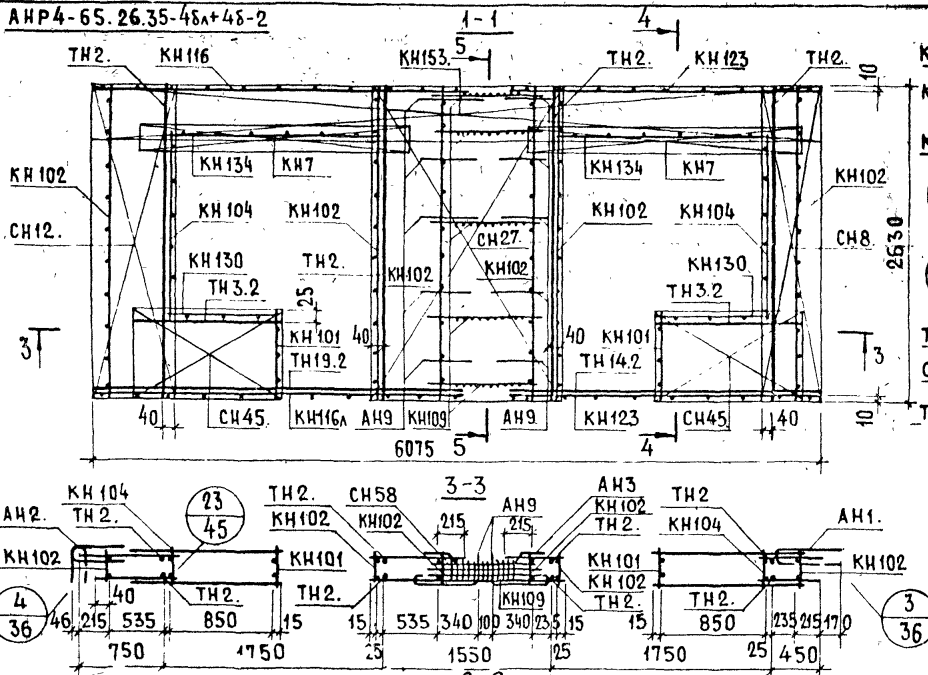 АНР4-65.26.35-4δл+4δ-2
1-1
4
5
ТН2. КН116 КН153. ТН2. КН123 ТН2.
10
КН134 КН7 КН134 КН7
КН102 КН102
КН104 КН102 КН102 КН104
СН12. СН27. СН8.
2630
КН130 ТН2. КН102 КН102 КН130
ТН3.2 25 ТН3.2
3 КН101 40 40 КН101 3
ТН19.2 ТН14.2
40 СН45. КН116л АН9 КН109 АН9. КН123 СН45. 40
10
6075 5 4
3-3
КН104 23 ТН2. СН58 АН9 АН3 ТН2
АН2. ТН2. 45 КН102 КН102 215 215 КН102 КН104 АН1.
ТН2.
КН102 КН101 КН101 КН102
КН102
4 40 ТН2. ТН2. КН109 ТН2. ТН2. 3
36 36
46 215 535 850 15 15 535 340 100 340 235 15 15 850 235 215 170
750 4750 25 1550 25 1750 25 450